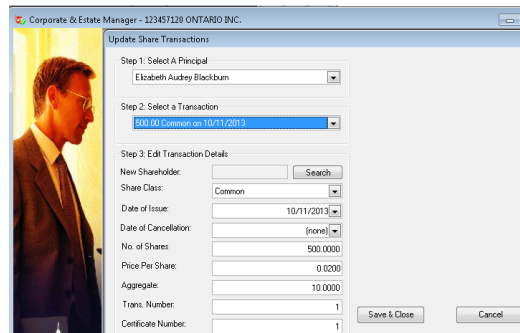 Corporate & Estate Manager - 123457120 ONTARIO INC.
Update Share Transactions
Step 1: Select A Principal
Elizabeth Audrey Blackburn
Step 2: Select a Transaction
500.00 Common on 10/11/2013
Step 3: Edit Transaction Details
New Shareholder: Search
Share Class: Common
Date of Issue: 10/11/2013
Date of Cancellation: (none)
No. of Shares 500.0000
Price Per Share: 0.0200
Aggregate: 10.0000
Trans. Number: 1
Certificate Number: 1
Save & Close Cancel